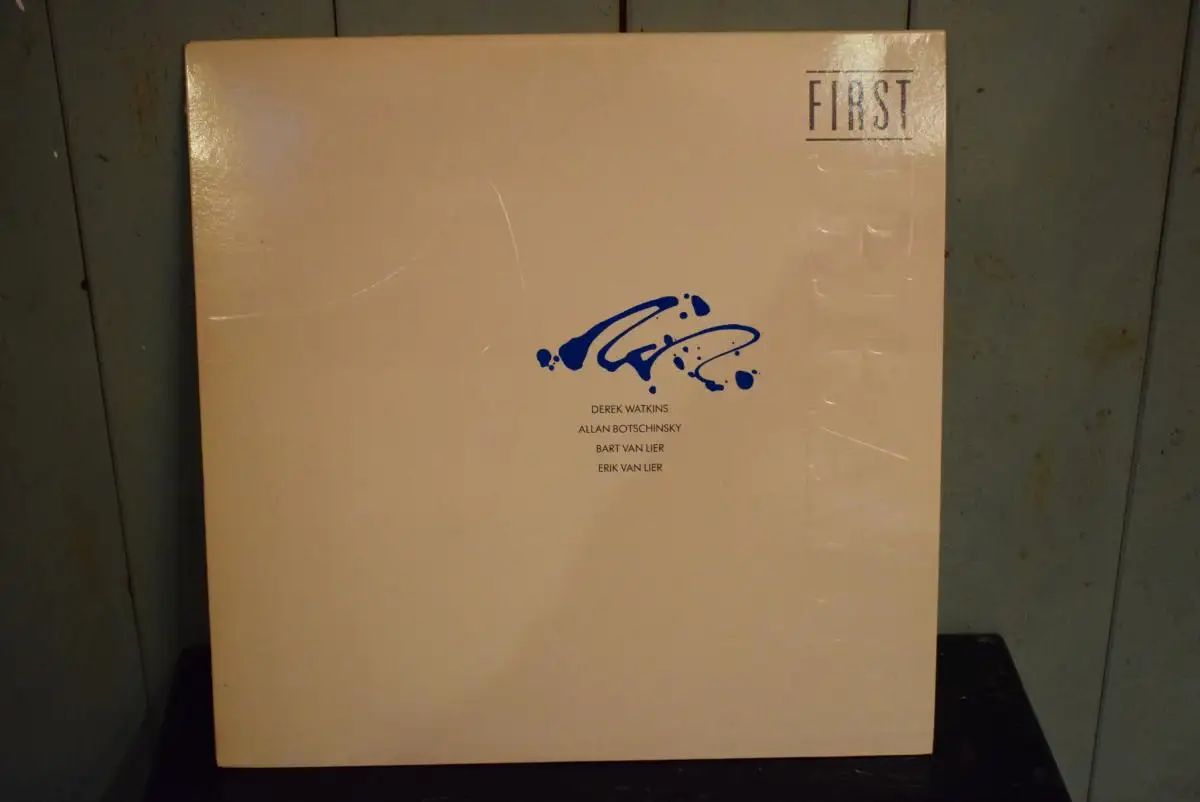 FIRST
DEREK WATKINS
ALLAN BOTSCHINSKY
BART VAN LIER
ERIK VAN LIER